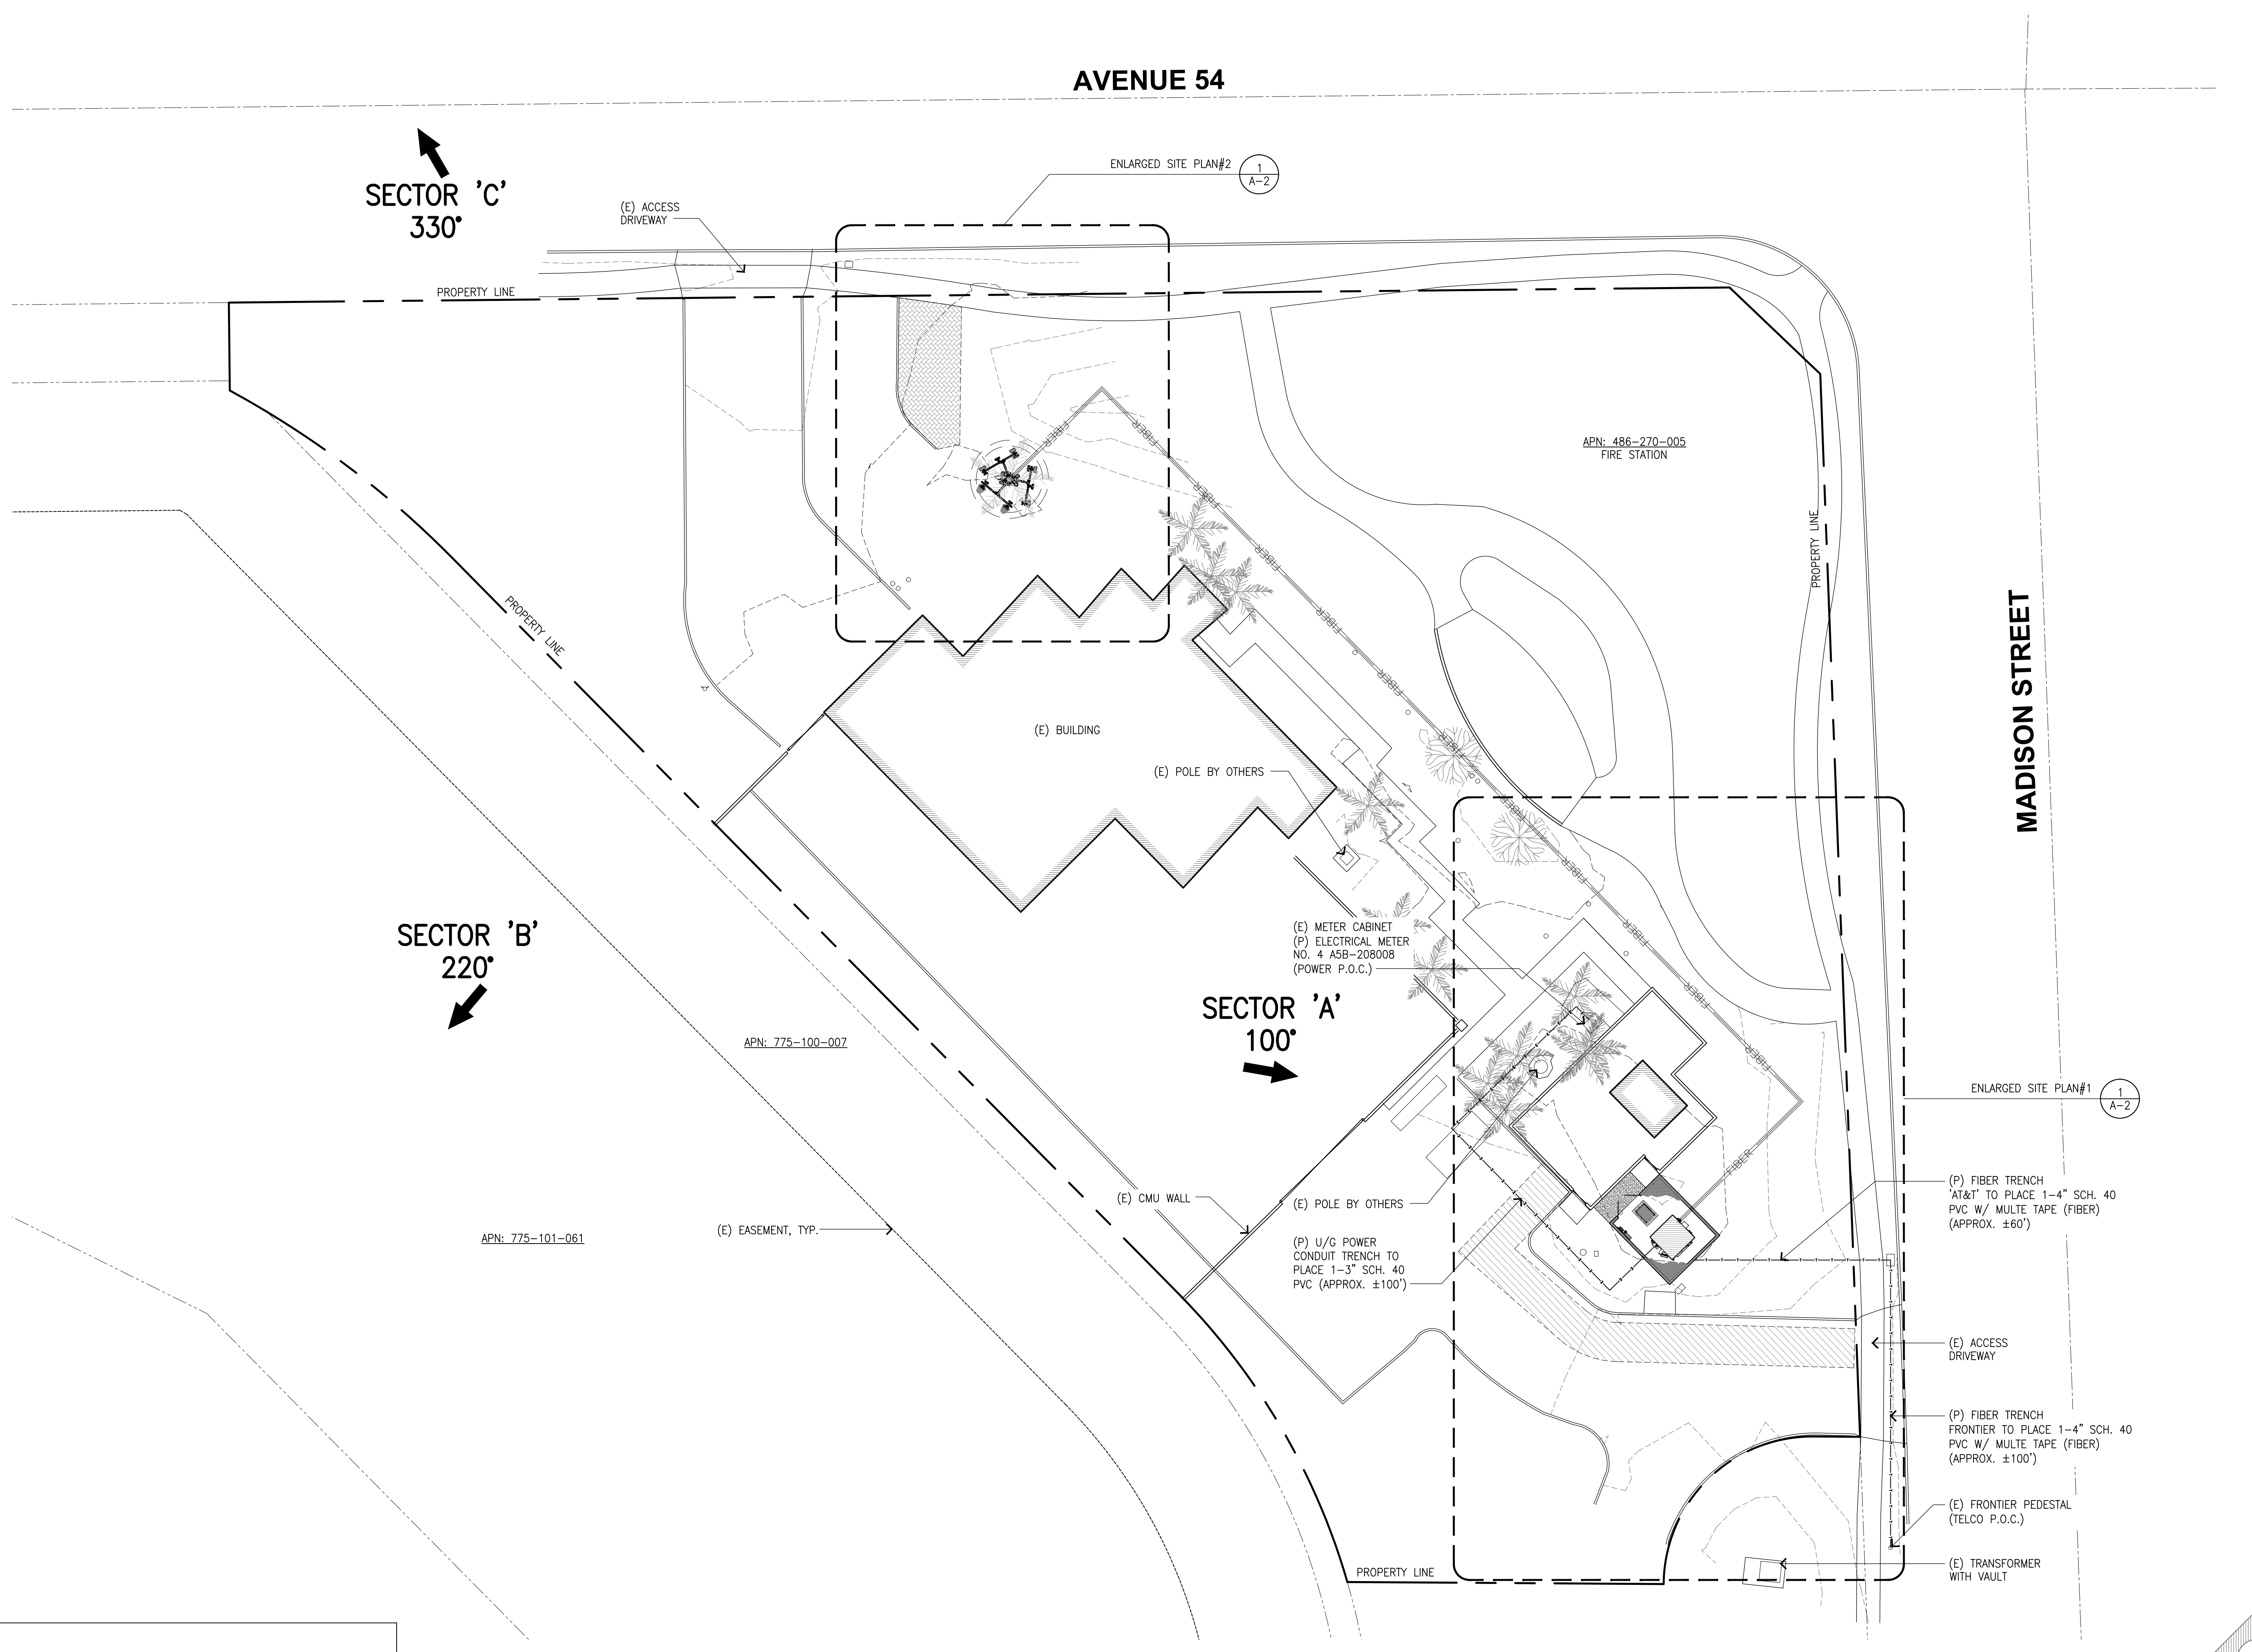 AVENUE 54
ENLARGED SITE PLAN#2
1
A-2
SECTOR 'C'
330°
(E) ACCESS
DRIVEWAY
PROPERTY LINE
FIBER
FIBER
FIBER
FIBER
FIBER
FIBER
FIBER
FIBER
FIBER
FIBER
FIBER
FIBER
FIBER
APN: 486-270-005
FIRE STATION
PROPERTY LINE
MADISON STREET
PROPERTY LINE
(E) BUILDING
(E) POLE BY OTHERS
SECTOR 'B'
220°
(E) METER CABINET
(P) ELECTRICAL METER
NO. 4 A5B-208008
(POWER P.O.C.)
SECTOR 'A'
100°
APN: 775-100-007
ENLARGED SITE PLAN#1
1
A-2
(P) FIBER TRENCH
'AT&T' TO PLACE 1-4" SCH. 40
PVC W/ MULTE TAPE (FIBER)
(APPROX. ±60')
(E) CMU WALL
(E) POLE BY OTHERS
(E) EASEMENT, TYP.
APN: 775-101-061
(P) U/G POWER
CONDUIT TRENCH TO
PLACE 1-3" SCH. 40
PVC (APPROX. ±100')
(E) ACCESS
DRIVEWAY
(P) FIBER TRENCH
FRONTIER TO PLACE 1-4" SCH. 40
PVC W/ MULTE TAPE (FIBER)
(APPROX. ±100')
(E) FRONTIER PEDESTAL
(TELCO P.O.C.)
(E) TRANSFORMER
WITH VAULT
PROPERTY LINE